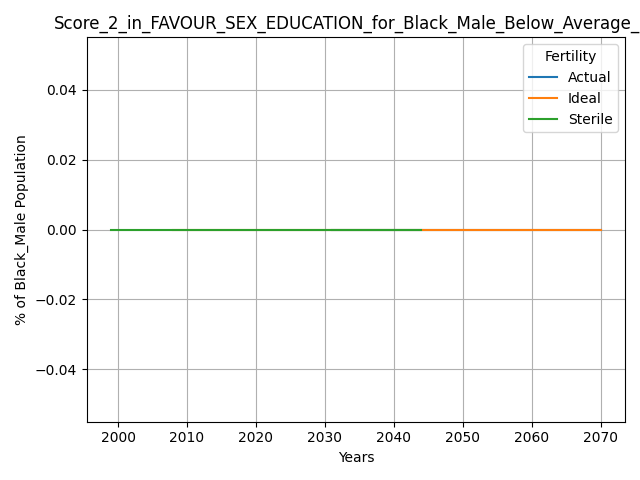 Score_2_in_FAVOUR_SEX_EDUCATION_for_Black_Male_Below_Average_
Fertility
Actual
Ideal
Sterile
% of Black_Male Population
0.04
0.02
0.00
−0.02
−0.04
2000 2010 2020 2030 2040 2050 2060 2070
Years